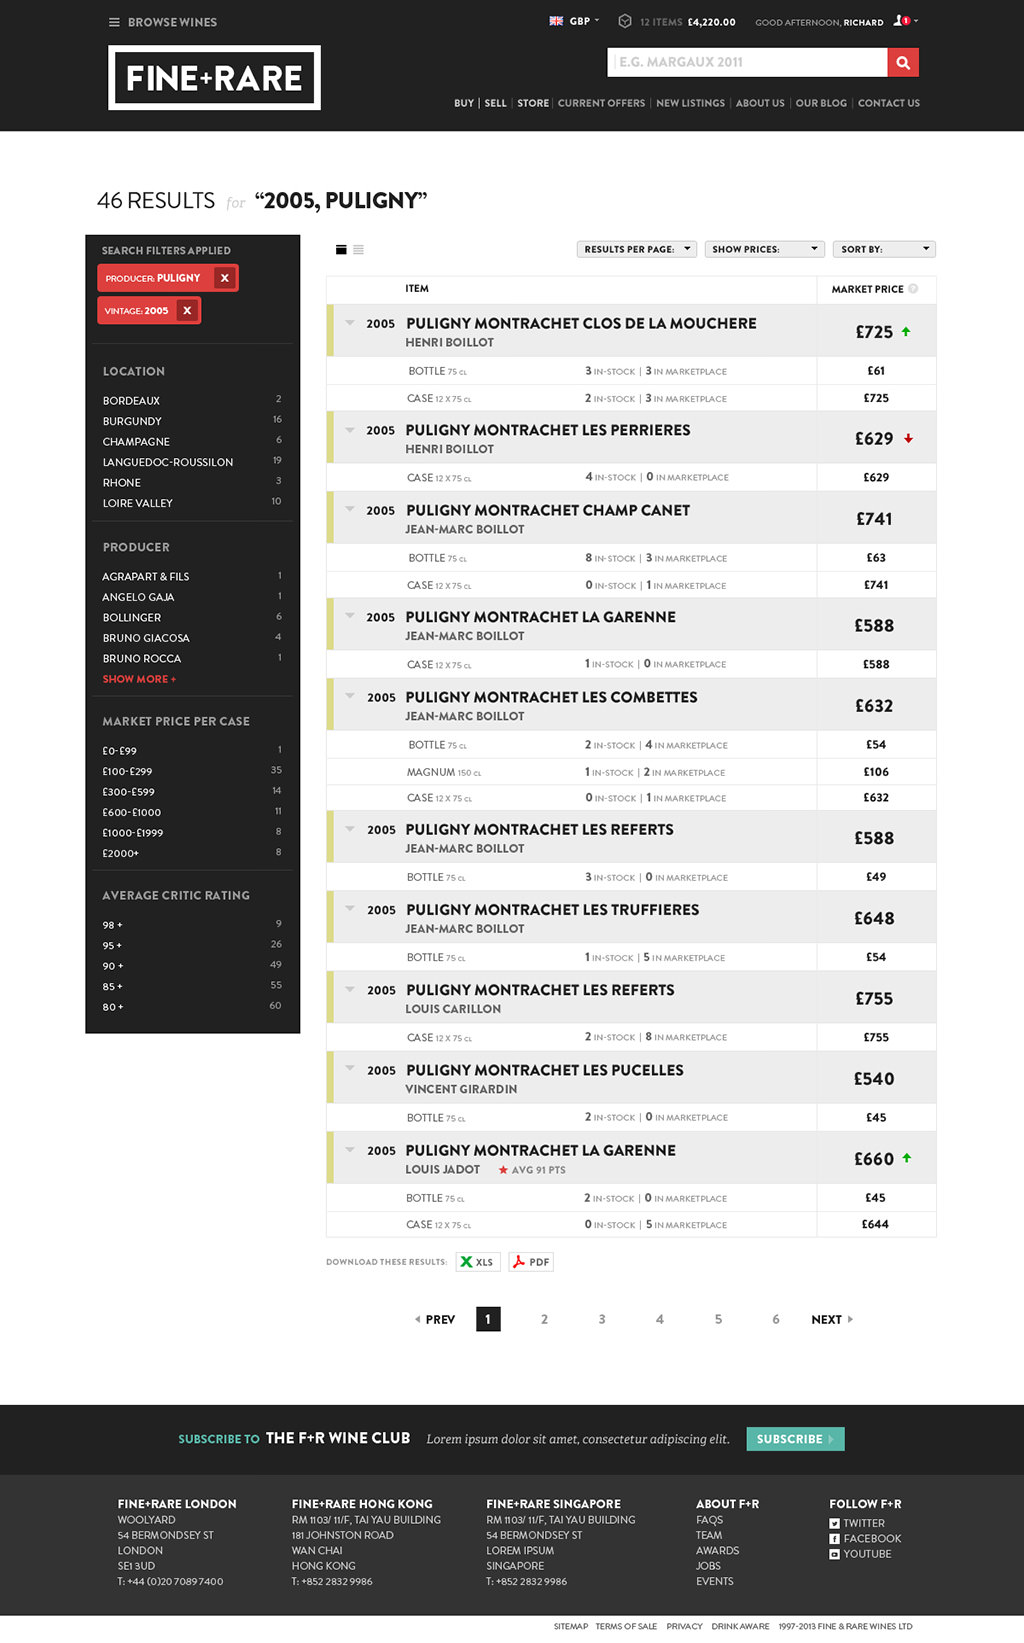 BROWSE WINES
GBP
12 ITEMS £4,220.00
GOOD AFTERNOON, RICHARD
1
FINE+RARE
E.G. MARGAUX 2011
BUY | SELL | STORE | CURRENT OFFERS | NEW LISTINGS | ABOUT US | OUR BLOG | CONTACT US
46 RESULTS for “2005, PULIGNY”
SEARCH FILTERS APPLIED
PRODUCER: PULIGNY X
VINTAGE: 2005 X
LOCATION
BORDEAUX 2
BURGUNDY 16
CHAMPAGNE 6
LANGUEDOC-ROUSSILON 19
RHONE 3
LOIRE VALLEY 10
PRODUCER
AGRAPART & FILS 1
ANGELO GAJA 1
BOLLINGER 6
BRUNO GIACOSA 4
BRUNO ROCCA 1
SHOW MORE +
MARKET PRICE PER CASE
£0-£99 1
£100-£299 35
£300-£599 14
£600-£1000 11
£1000-£1999 8
£2000+ 8
AVERAGE CRITIC RATING
98 + 9
95 + 26
90 + 49
85 + 55
80 + 60
RESULTS PER PAGE: SHOW PRICES: SORT BY:
ITEM MARKET PRICE ?
2005 PULIGNY MONTRACHET CLOS DE LA MOUCHERE £725
HENRI BOILLOT
BOTTLE 75 CL 3 IN-STOCK | 3 IN MARKETPLACE £61
CASE 12 X 75 CL 2 IN-STOCK | 3 IN MARKETPLACE £725
2005 PULIGNY MONTRACHET LES PERRIERES £629
HENRI BOILLOT
CASE 12 X 75 CL 4 IN-STOCK | 0 IN MARKETPLACE £629
2005 PULIGNY MONTRACHET CHAMP CANET £741
JEAN-MARC BOILLOT
BOTTLE 75 CL 8 IN-STOCK | 3 IN MARKETPLACE £63
CASE 12 X 75 CL 0 IN-STOCK | 1 IN MARKETPLACE £741
2005 PULIGNY MONTRACHET LA GARENNE £588
JEAN-MARC BOILLOT
CASE 12 X 75 CL 1 IN-STOCK | 0 IN MARKETPLACE £588
2005 PULIGNY MONTRACHET LES COMBETTES £632
JEAN-MARC BOILLOT
BOTTLE 75 CL 2 IN-STOCK | 4 IN MARKETPLACE £54
MAGNUM 150 CL 1 IN-STOCK | 2 IN MARKETPLACE £106
CASE 12 X 75 CL 0 IN-STOCK | 1 IN MARKETPLACE £632
2005 PULIGNY MONTRACHET LES REFERTS £588
JEAN-MARC BOILLOT
BOTTLE 75 CL 3 IN-STOCK | 0 IN MARKETPLACE £49
2005 PULIGNY MONTRACHET LES TRUFFIERES £648
JEAN-MARC BOILLOT
BOTTLE 75 CL 1 IN-STOCK | 5 IN MARKETPLACE £54
2005 PULIGNY MONTRACHET LES REFERTS £755
LOUIS CARILLON
CASE 12 X 75 CL 2 IN-STOCK | 8 IN MARKETPLACE £755
2005 PULIGNY MONTRACHET LES PUCELLES £540
VINCENT GIRARDIN
BOTTLE 75 CL 2 IN-STOCK | 0 IN MARKETPLACE £45
2005 PULIGNY MONTRACHET LA GARENNE £660
LOUIS JADOT AVG 91 PTS
BOTTLE 75 CL 2 IN-STOCK | 0 IN MARKETPLACE £45
CASE 12 X 75 CL 0 IN-STOCK | 5 IN MARKETPLACE £644
DOWNLOAD THESE RESULTS: XLS PDF
PREV 1 2 3 4 5 6 NEXT
SUBSCRIBE TO THE F+R WINE CLUB Lorem ipsum dolor sit amet, consectetur adipiscing elit. SUBSCRIBE
FINE+RARE LONDON
WOOLYARD
54 BERMONDSEY ST
LONDON
SE1 3UD
T: +44 (0)20 7089 7400
FINE+RARE HONG KONG
RM 1103/ 11/F, TAI YAU BUILDING
181 JOHNSTON ROAD
WAN CHAI
HONG KONG
T: +852 2832 9986
FINE+RARE SINGAPORE
RM 1103/ 11/F, TAI YAU BUILDING
54 BERMONDSEY ST
LOREM IPSUM
SINGAPORE
T: +852 2832 9986
ABOUT F+R
FAQS
TEAM
AWARDS
JOBS
EVENTS
FOLLOW F+R
TWITTER
FACEBOOK
YOUTUBE
SITEMAP TERMS OF SALE PRIVACY DRINKAWARE 1997-2013 FINE & RARE WINES LTD